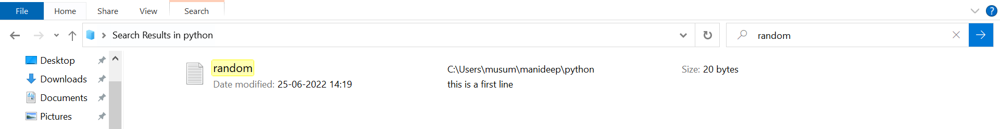 File Home Share View Search
Search Results in python
random
Desktop
Downloads
Documents
Pictures
random
Date modified: 25-06-2022 14:19
C:\Users\musum\manideep\python
this is a first line
Size: 20 bytes